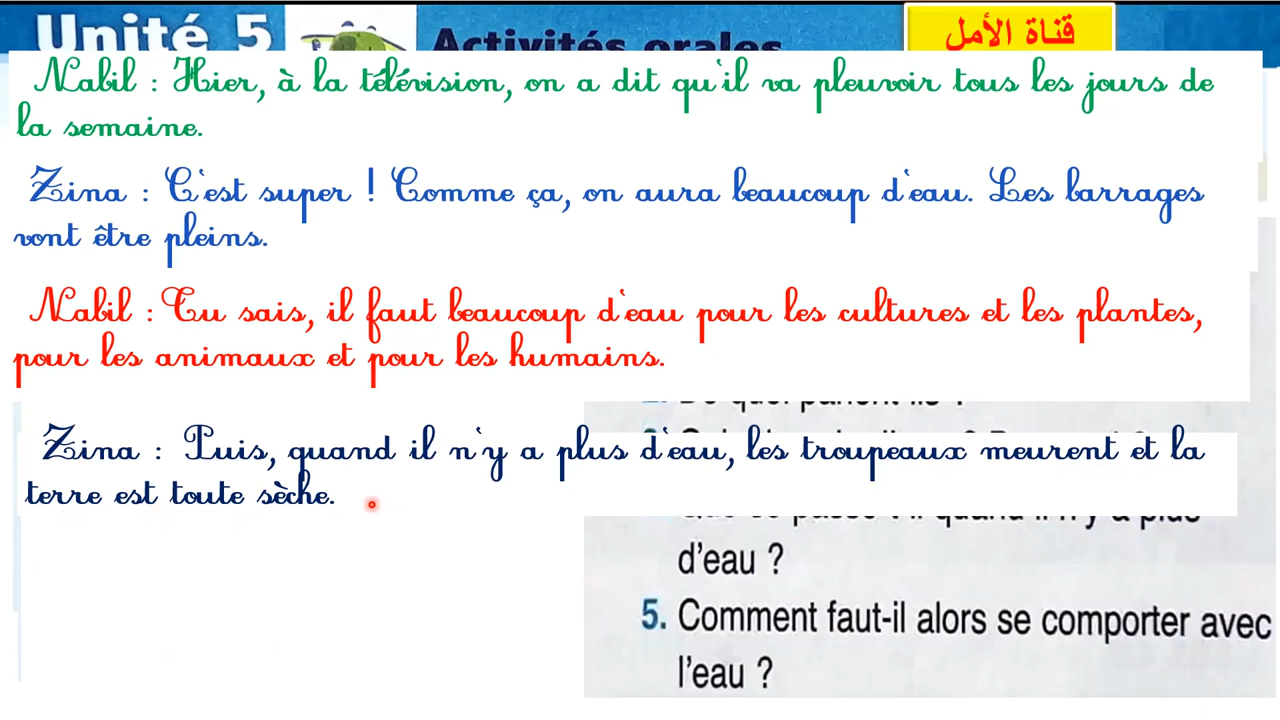 Unité 5
Activités orales
قناة الأمل
Nabil : Hier, à la télévision, on a dit qu'il va pleuvoir tous les jours de
la semaine.
Zina : C'est super ! Comme ça, on aura beaucoup d'eau. Les barrages
vont être pleins.
Nabil : Tu sais, il faut beaucoup d'eau pour les cultures et les plantes,
pour les animaux et pour les humains.
Zina : Puis, quand il n'y a plus d'eau, les troupeaux meurent et la
terre est toute sèche.
d'eau ?
5. Comment faut-il alors se comporter avec
l'eau ?